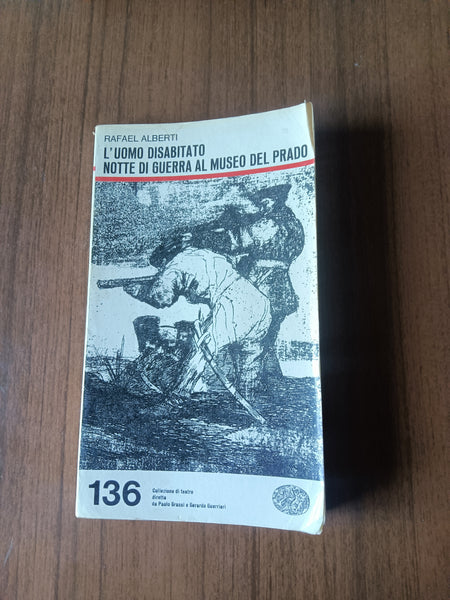 RAFAEL ALBERTI
L'UOMO DISABITATO
NOTTE DI GUERRA AL MUSEO DEL PRADO
136
Collezione di teatro
diretta
da Paolo Grassi e Gerardo Guerrieri